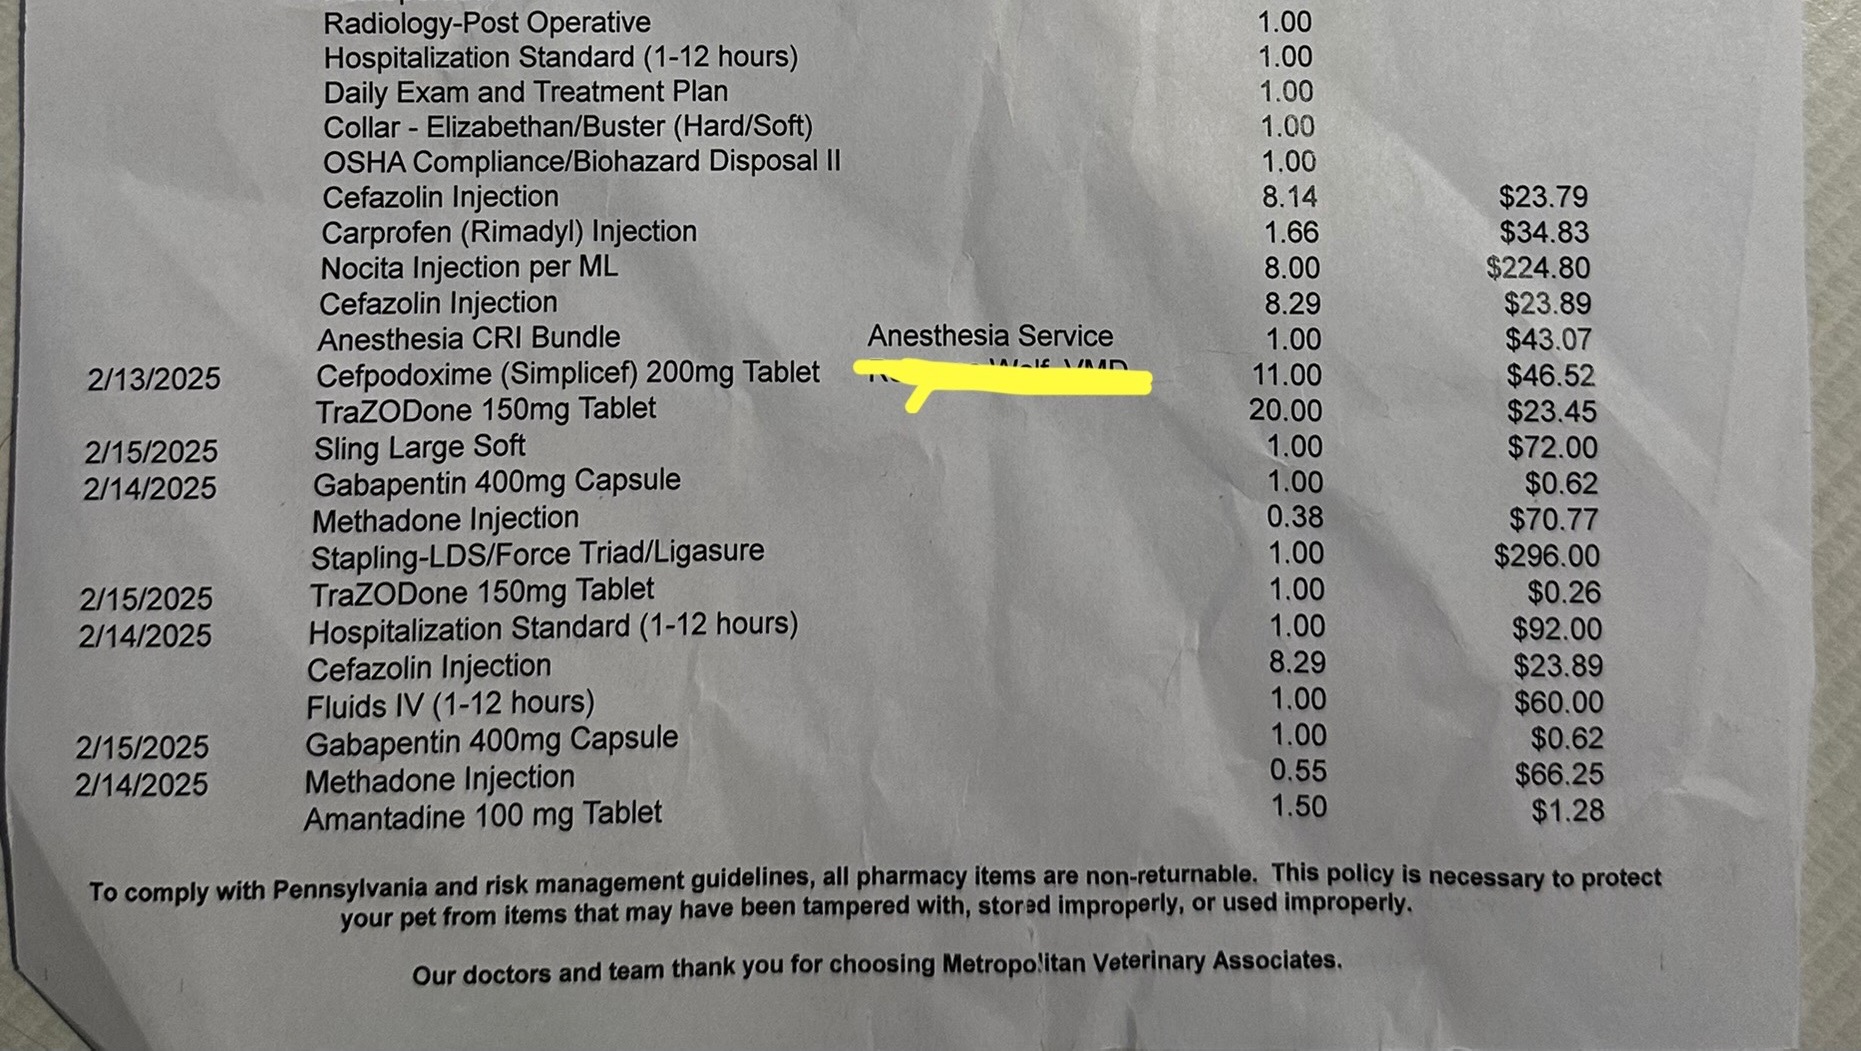 Radiology-Post Operative 1.00
Hospitalization Standard (1-12 hours) 1.00
Daily Exam and Treatment Plan 1.00
Collar - Elizabethan/Buster (Hard/Soft) 1.00
OSHA Compliance/Biohazard Disposal II 1.00
Cefazolin Injection 8.14 $23.79
Carprofen (Rimadyl) Injection 1.66 $34.83
Nocita Injection per ML 8.00 $224.80
Cefazolin Injection 8.29 $23.89
Anesthesia CRI Bundle Anesthesia Service 1.00 $43.07
2/13/2025 Cefpodoxime (Simplicef) 200mg Tablet VMD 11.00 $46.52
TraZODone 150mg Tablet 20.00 $23.45
2/15/2025 Sling Large Soft 1.00 $72.00
2/14/2025 Gabapentin 400mg Capsule 1.00 $0.62
Methadone Injection 0.38 $70.77
Stapling-LDS/Force Triad/Ligasure 1.00 $296.00
2/15/2025 TraZODone 150mg Tablet 1.00 $0.26
2/14/2025 Hospitalization Standard (1-12 hours) 1.00 $92.00
Cefazolin Injection 8.29 $23.89
Fluids IV (1-12 hours) 1.00 $60.00
2/15/2025 Gabapentin 400mg Capsule 1.00 $0.62
2/14/2025 Methadone Injection 0.55 $66.25
Amantadine 100 mg Tablet 1.50 $1.28
To comply with Pennsylvania and risk management guidelines, all pharmacy items are non-returnable. This policy is necessary to protect
your pet from items that may have been tampered with, stored improperly, or used improperly.
Our doctors and team thank you for choosing Metropolitan Veterinary Associates.